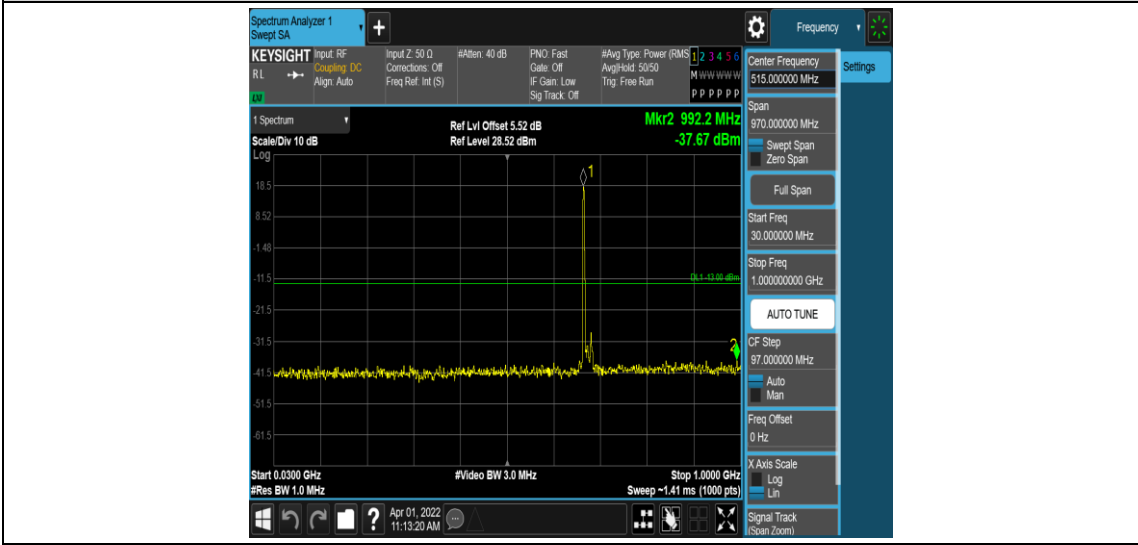 Spectrum Analyzer 1
Swept SA
+
Frequency
KEYSIGHT
RL
LXI
Input: RF
Coupling: DC
Align: Auto
Input Z: 50 Ω
Corrections: Off
Freq Ref: Int (S)
#Atten: 40 dB
PNO: Fast
Gate: Off
IF Gain: Low
Sig Track: Off
#Avg Type: Power (RMS
Avg|Hold: 50/50
Trig: Free Run
1 2 3 4 5 6
M W W W W W
P P P P P P
1 Spectrum
Scale/Div 10 dB
Log
Ref Lvl Offset 5.52 dB
Ref Level 28.52 dBm
Mkr2 992.2 MHz
-37.67 dBm
1
18.5
8.52
-1.48
-11.5
DL1 -13.00 dBm
-21.5
-31.5
2
-41.5
-51.5
-61.5
Start 0.0300 GHz
#Res BW 1.0 MHz
#Video BW 3.0 MHz
Stop 1.0000 GHz
Sweep ~1.41 ms (1000 pts)
?
Apr 01, 2022
11:13:20 AM
Center Frequency
515.000000 MHz
Settings
Span
970.000000 MHz
Swept Span
Zero Span
Full Span
Start Freq
30.000000 MHz
Stop Freq
1.000000000 GHz
AUTO TUNE
CF Step
97.000000 MHz
Auto
Man
Freq Offset
0 Hz
X Axis Scale
Log
Lin
Signal Track
(Span Zoom)